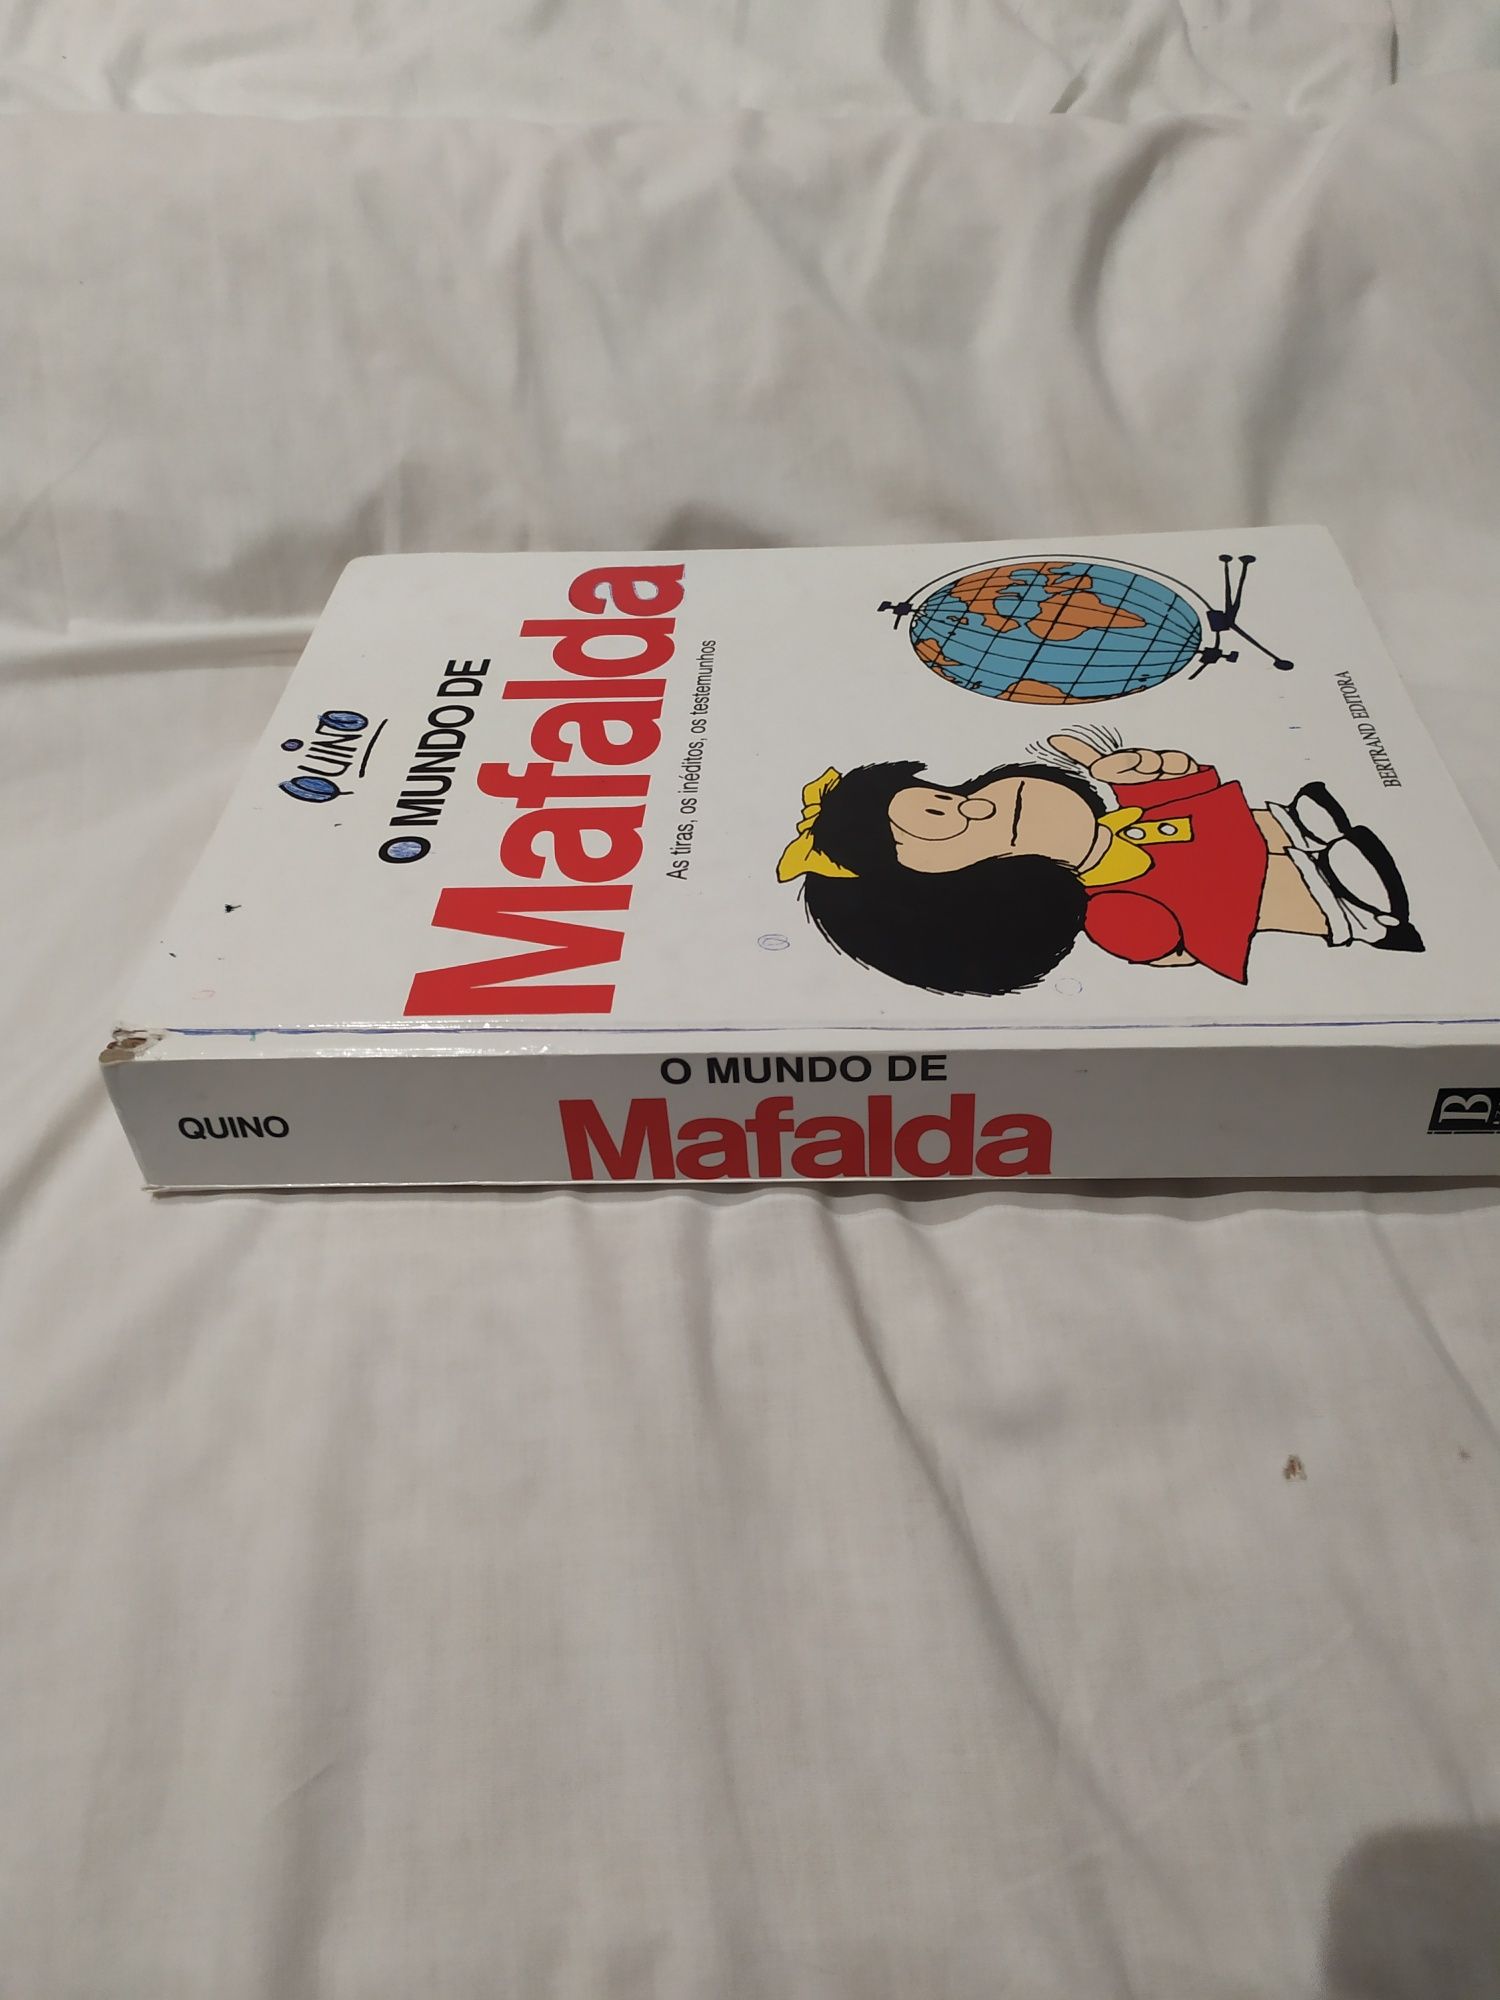 QUINO
O MUNDO DE
Mafalda
As tiras, os inéditos, os testemunhos
BERTRAND EDITORA
QUINO
O MUNDO DE
Mafalda
B